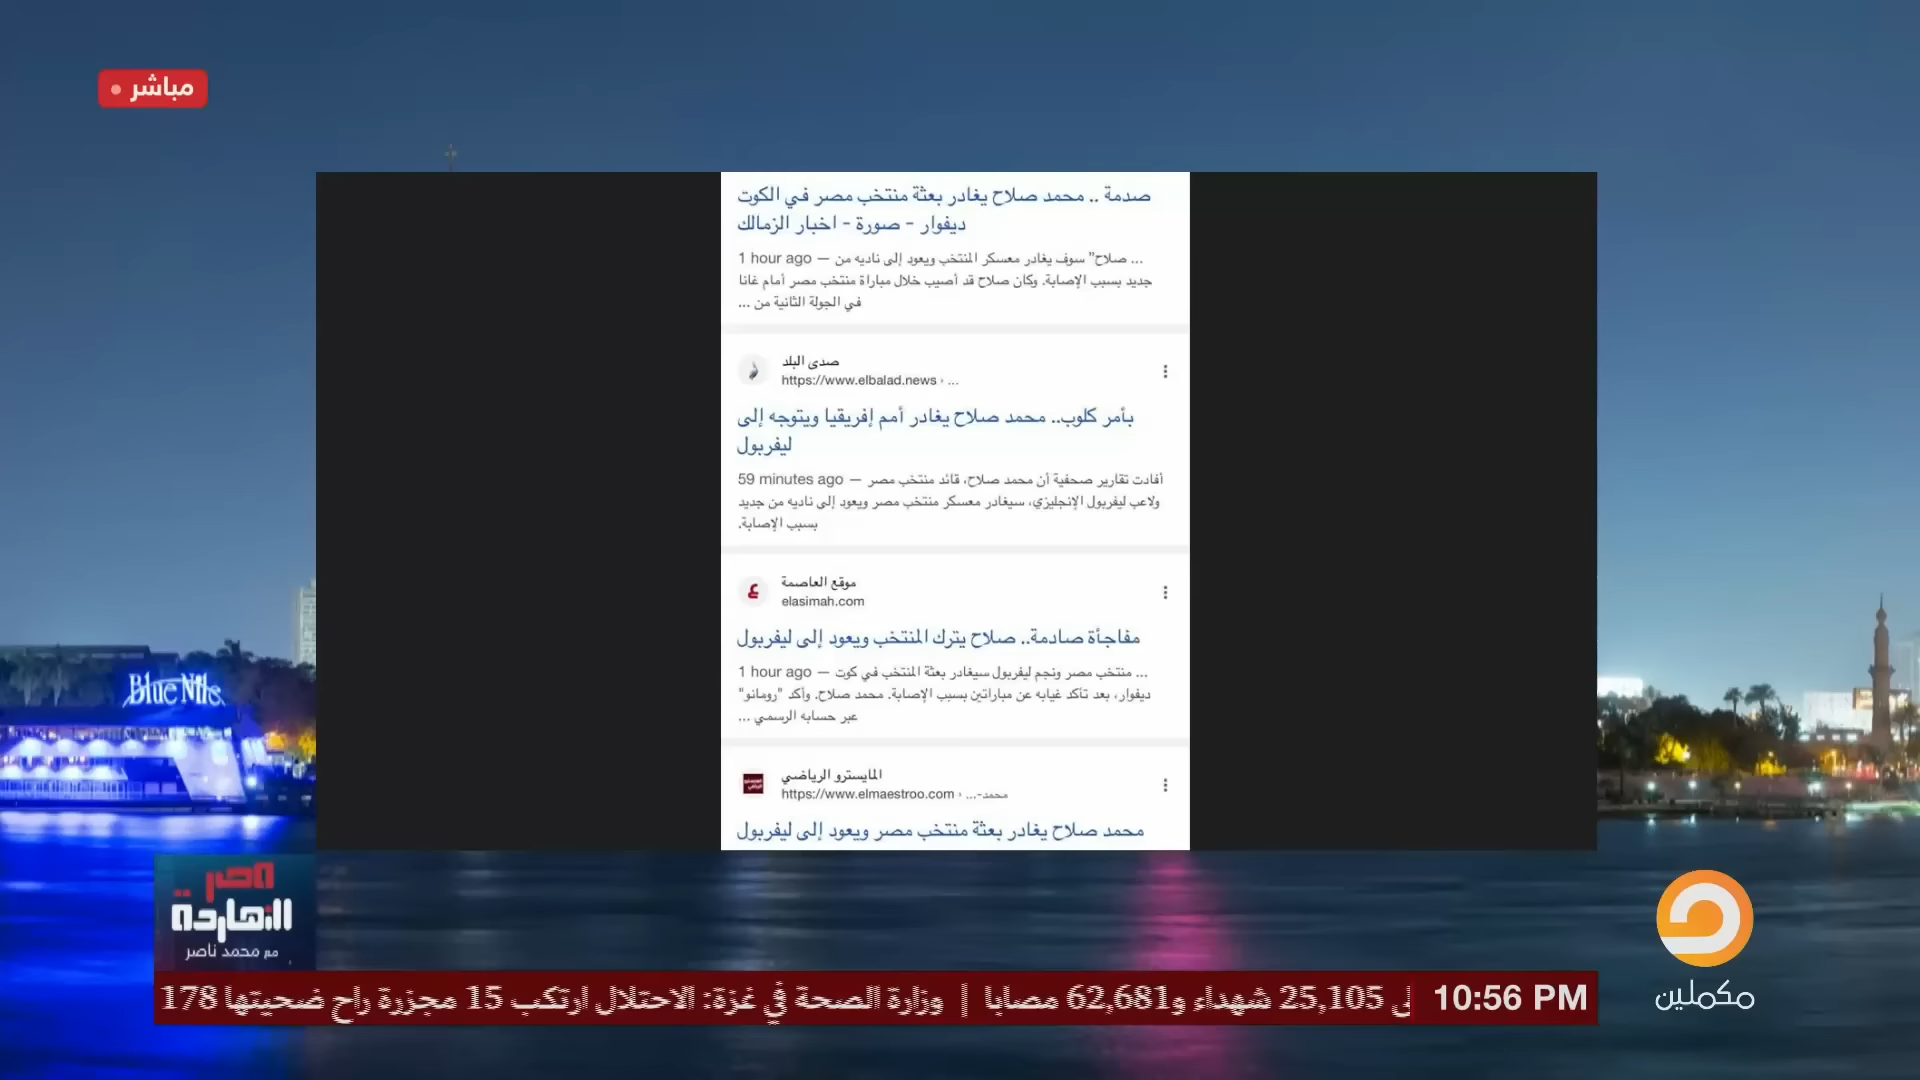 مباشر
صدمة .. محمد صلاح يغادر بعثة منتخب مصر في الكوت
ديفوار - صورة - اخبار الزمالك
1 hour ago — صلاح" سوف يغادر معسكر المنتخب ويعود إلى ناديه من ...
جديد بسبب الإصابة. وكان صلاح قد أصيب خلال مباراة منتخب مصر أمام غانا
في الجولة الثانية من ...
صدى البلد
https://www.elbalad.news › ...
بأمر كلوب.. محمد صلاح يغادر أمم إفريقيا ويتوجه إلى
ليفربول
59 minutes ago — أفادت تقارير صحفية أن محمد صلاح، قائد منتخب مصر
ولاعب ليفربول الإنجليزي، سيغادر معسكر منتخب مصر ويعود إلى ناديه من جديد
بسبب الإصابة.
موقع العاصمة
elasimah.com
مفاجأة صادمة.. صلاح يترك المنتخب ويعود إلى ليفربول
1 hour ago — منتخب مصر ونجم ليفربول سيغادر بعثة المنتخب في كوت ...
ديفوار، بعد تأكد غيابه عن مباراتين بسبب الإصابة. محمد صلاح. وأكد "رومانو"
عبر حسابه الرسمي ...
المايسترو الرياضي
https://www.elmaestroo.com › ...-محمد
محمد صلاح يغادر بعثة منتخب مصر ويعود إلى ليفربول
Blue Nile
مصر
النهاردة
مع محمد ناصر
ى 25,105 شهداء و62,681 مصابا | وزارة الصحة في غزة: الاحتلال ارتكب 15 مجزرة راح ضحيتها 178
10:56 PM
مكملين